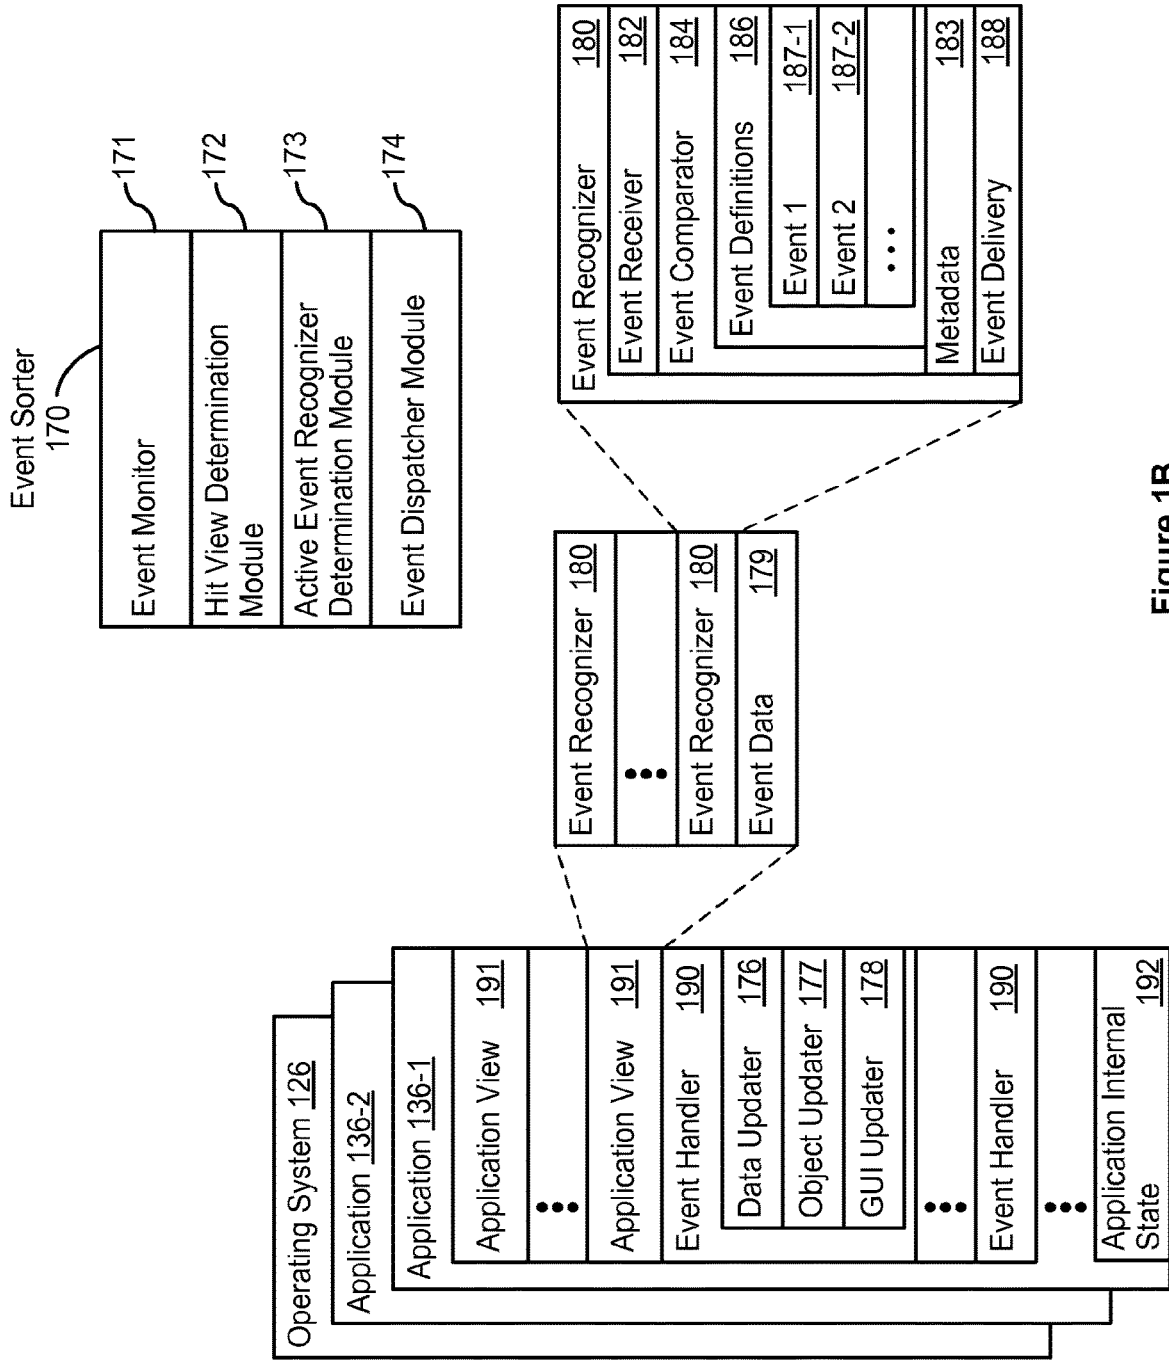 Event Sorter
170
Event Monitor
171
Hit View Determination
Module
172
Active Event Recognizer
Determination Module
173
Event Dispatcher Module
174
Operating System 126
Application 136-2
Application 136-1
Application View 191
•••
Application View 191
Event Handler 190
Data Updater 176
Object Updater 177
GUI Updater 178
•••
Event Handler 190
•••
Application Internal
State 192
Event Recognizer 180
•••
Event Recognizer 180
Event Data 179
Event Recognizer 180
Event Receiver 182
Event Comparator 184
Event Definitions 186
Event 1 187-1
Event 2 187-2
•••
Metadata 183
Event Delivery 188
Figure 1B